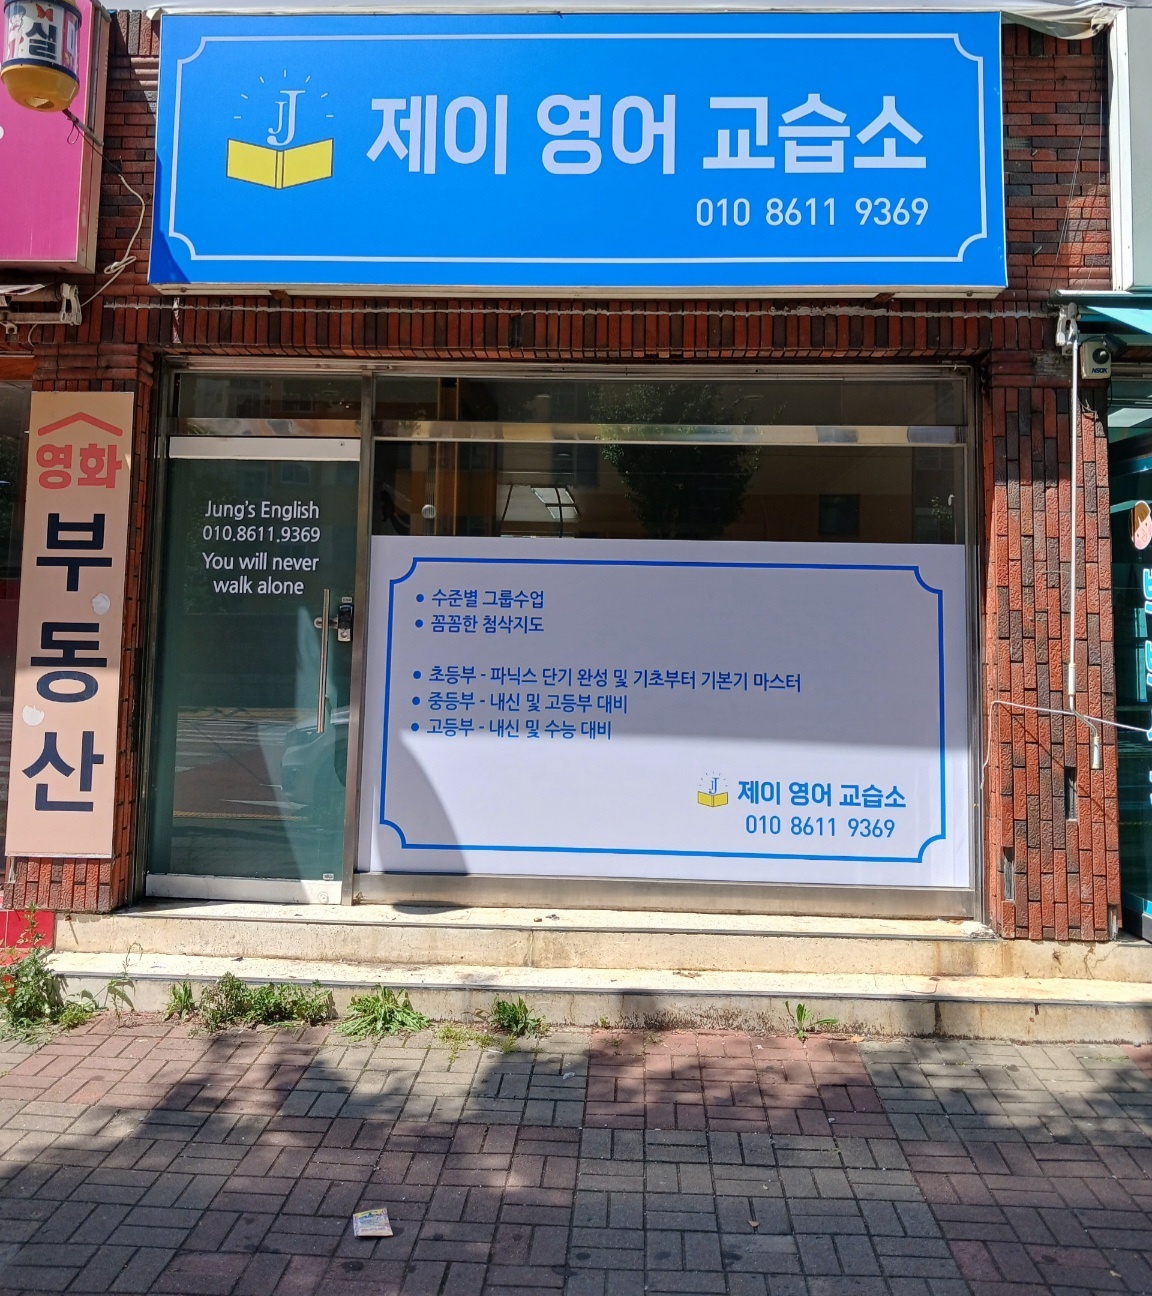 실
J
제이 영어 교습소
010 8611 9369
영화
부동산
Jung's English
010.8611.9369
You will never
walk alone
• 수준별 그룹수업
• 꼼꼼한 첨삭지도
• 초등부 - 파닉스 단기 완성 및 기초부터 기본기 마스터
• 중등부 - 내신 및 고등부 대비
• 고등부 - 내신 및 수능 대비
J
제이 영어 교습소
010 8611 9369